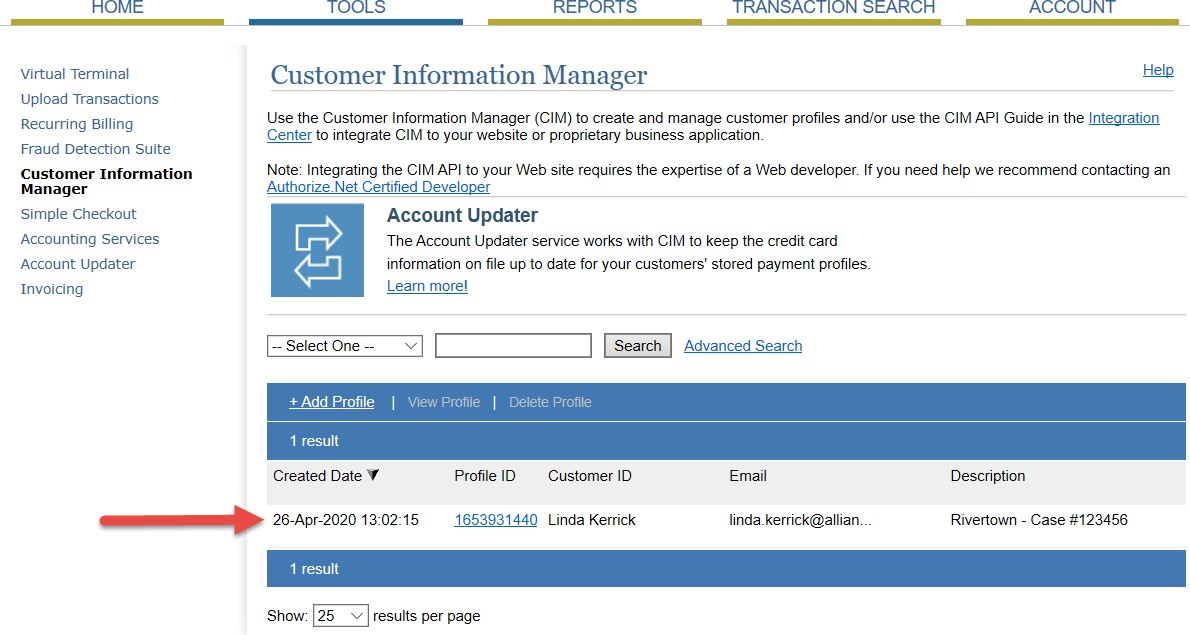 HOME TOOLS REPORTS TRANSACTION SEARCH ACCOUNT
Virtual Terminal
Upload Transactions
Recurring Billing
Fraud Detection Suite
Customer Information
Manager
Simple Checkout
Accounting Services
Account Updater
Invoicing
Customer Information Manager
Help
Use the Customer Information Manager (CIM) to create and manage customer profiles and/or use the CIM API Guide in the Integration
Center to integrate CIM to your website or proprietary business application.
Note: Integrating the CIM API to your Web site requires the expertise of a Web developer. If you need help we recommend contacting an
Authorize.Net Certified Developer
Account Updater
The Account Updater service works with CIM to keep the credit card
information on file up to date for your customers' stored payment profiles.
Learn more!
-- Select One -- Search Advanced Search
+ Add Profile | View Profile | Delete Profile
1 result
Created Date Profile ID Customer ID Email Description
26-Apr-2020 13:02:15 1653931440 Linda Kerrick linda.kerrick@allian... Rivertown - Case #123456
1 result
Show: 25 results per page